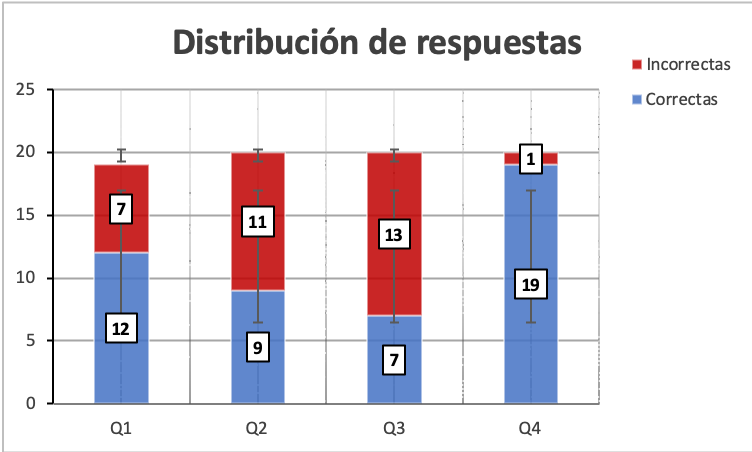 Distribución de respuestas
Incorrectas
Correctas
25
20
15
10
5
0
7
11
13
1
12
9
7
19
Q1
Q2
Q3
Q4